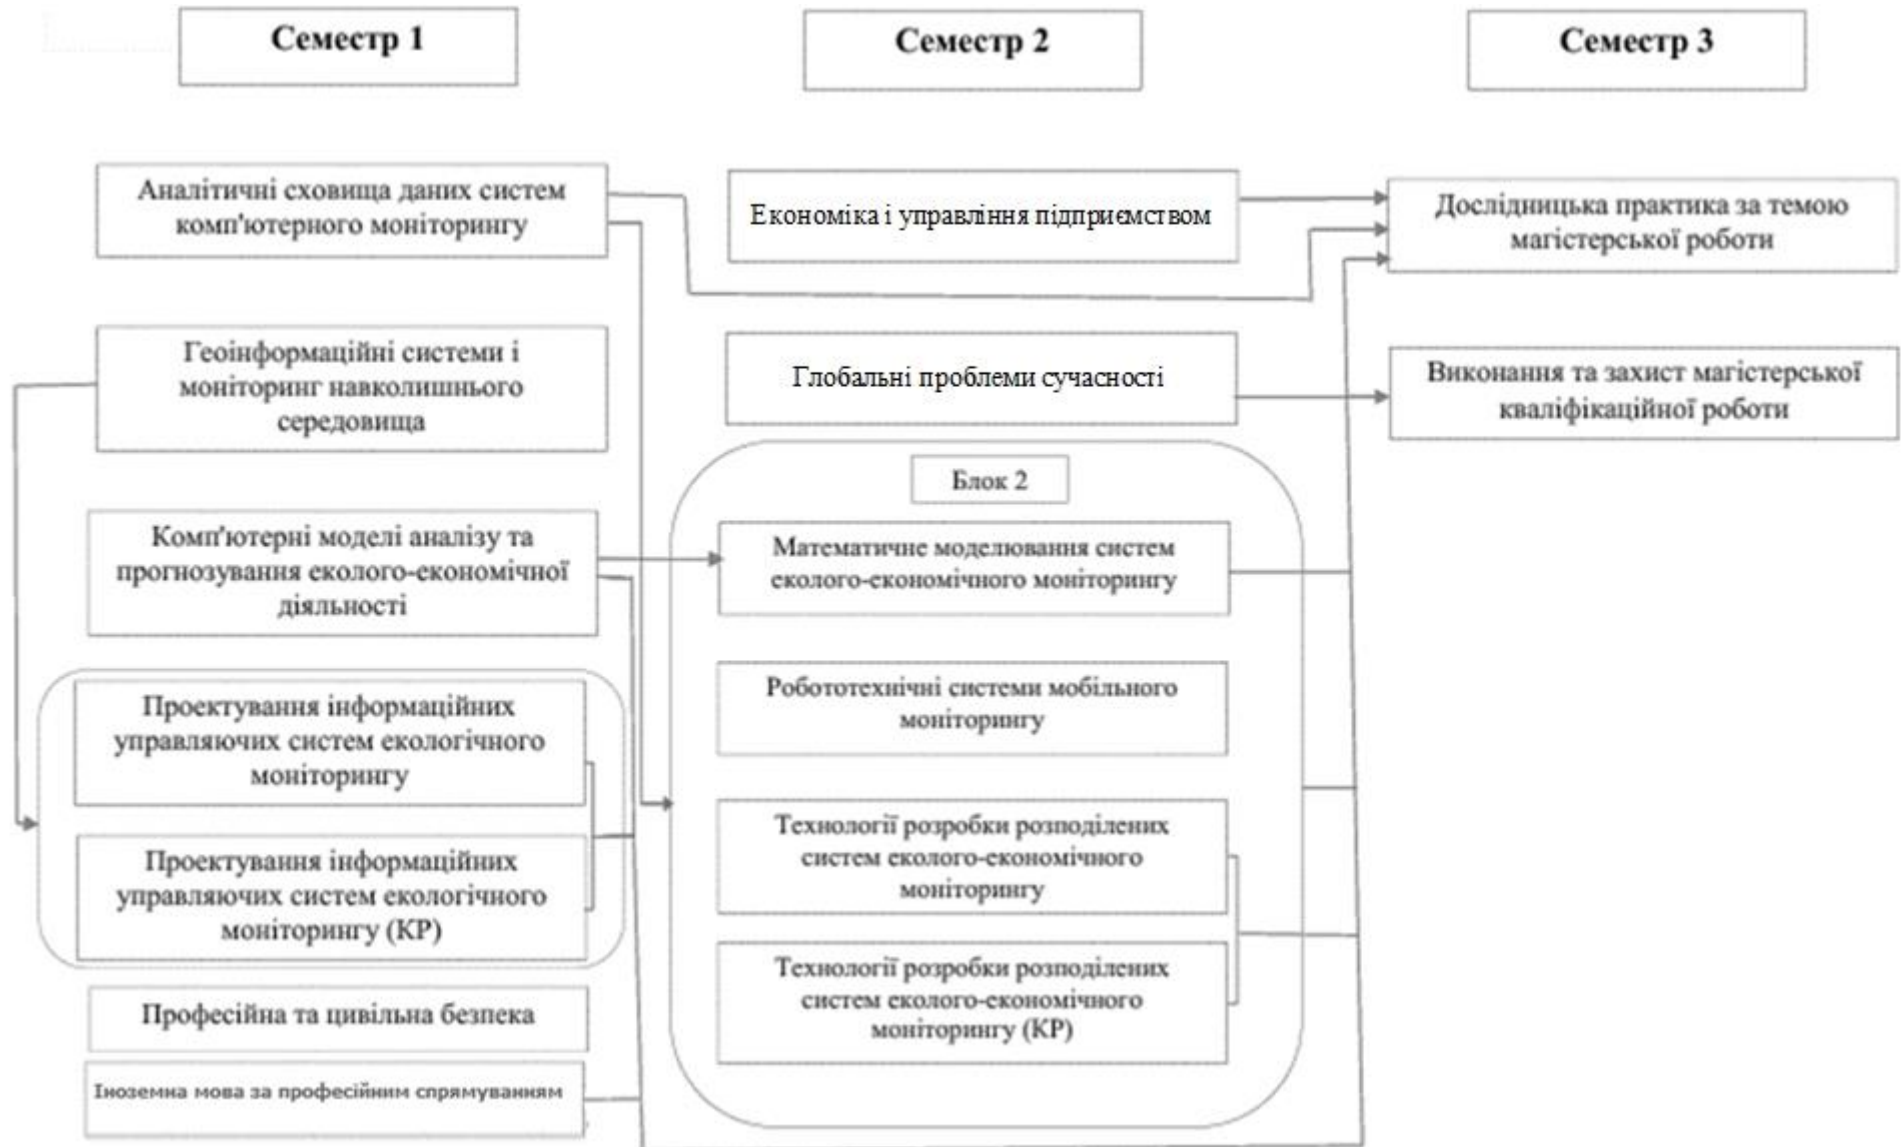 Семестр 1
Семестр 2
Семестр 3
Аналітичні сховища даних систем
комп'ютерного моніторингу
Геоінформаційні системи і
моніторинг навколишнього
середовища
Комп'ютерні моделі аналізу та
прогнозування еколого-економічної
діяльності
Проектування інформаційних
управляючих систем екологічного
моніторингу
Проектування інформаційних
управляючих систем екологічного
моніторингу (КР)
Професійна та цивільна безпека
Іноземна мова за професійним спрямуванням
Економіка і управління підприємством
Глобальні проблеми сучасності
Блок 2
Математичне моделювання систем
еколого-економічного моніторингу
Робототехнічні системи мобільного
моніторингу
Технології розробки розподілених
систем еколого-економічного
моніторингу
Технології розробки розподілених
систем еколого-економічного
моніторингу (КР)
Дослідницька практика за темою
магістерської роботи
Виконання та захист магістерської
кваліфікаційної роботи